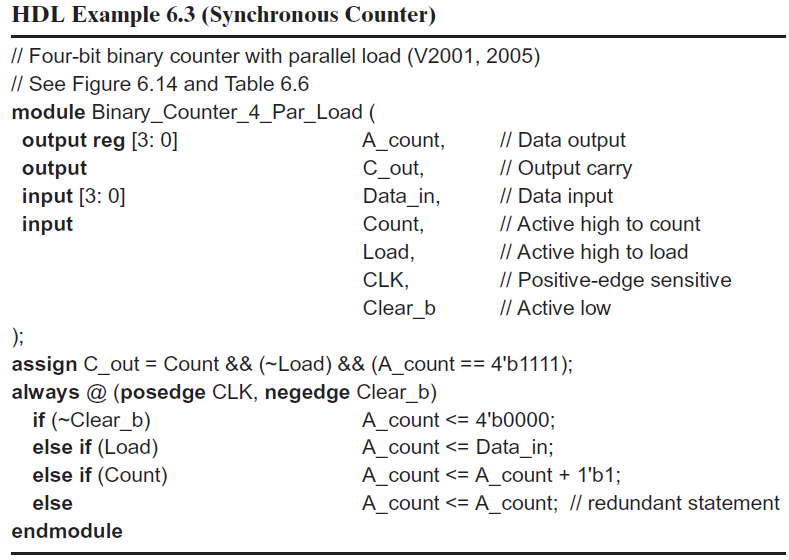 HDL Example 6.3 (Synchronous Counter)
// Four-bit binary counter with parallel load (V2001, 2005)
// See Figure 6.14 and Table 6.6
module Binary_Counter_4_Par_Load (
output reg [3: 0] A_count, // Data output
output C_out, // Output carry
input [3: 0] Data_in, // Data input
input Count, // Active high to count
Load, // Active high to load
CLK, // Positive-edge sensitive
Clear_b // Active low
);
assign C_out = Count && (~Load) && (A_count == 4'b1111);
always @ (posedge CLK, negedge Clear_b)
if (~Clear_b) A_count <= 4'b0000;
else if (Load) A_count <= Data_in;
else if (Count) A_count <= A_count + 1'b1;
else A_count <= A_count; // redundant statement
endmodule